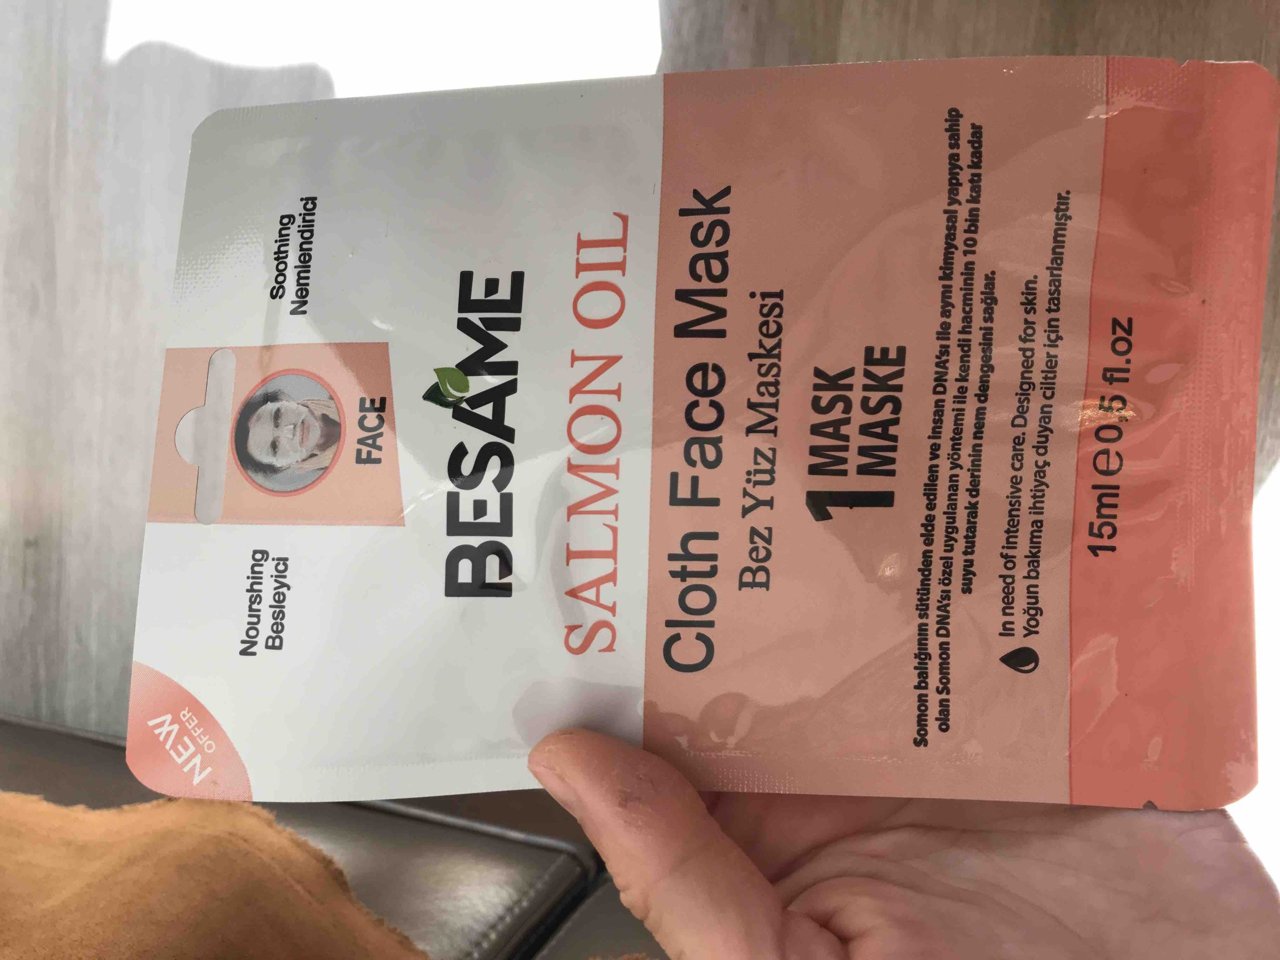 NEW
OFFER
Nourshing
Besleyici
FACE
Soothing
Nemlendirici
BESAME
SALMON OIL
Cloth Face Mask
Bez Yüz Maskesi
1 MASK
1 MASKE
Somon balığının sütünden elde edilen ve insan DNA'sı ile aynı kimyasal yapıya sahip
olan Somon DNA'sı özel uygulanan yöntemi ile kendi hacminin 10 bin katı kadar
suyu tutarak derinin nem dengesini sağlar.
In need of intensive care. Designed for skin.
Yoğun bakıma ihtiyaç duyan ciltler için tasarlanmıştır.
15ml e 0,5 fl.oz